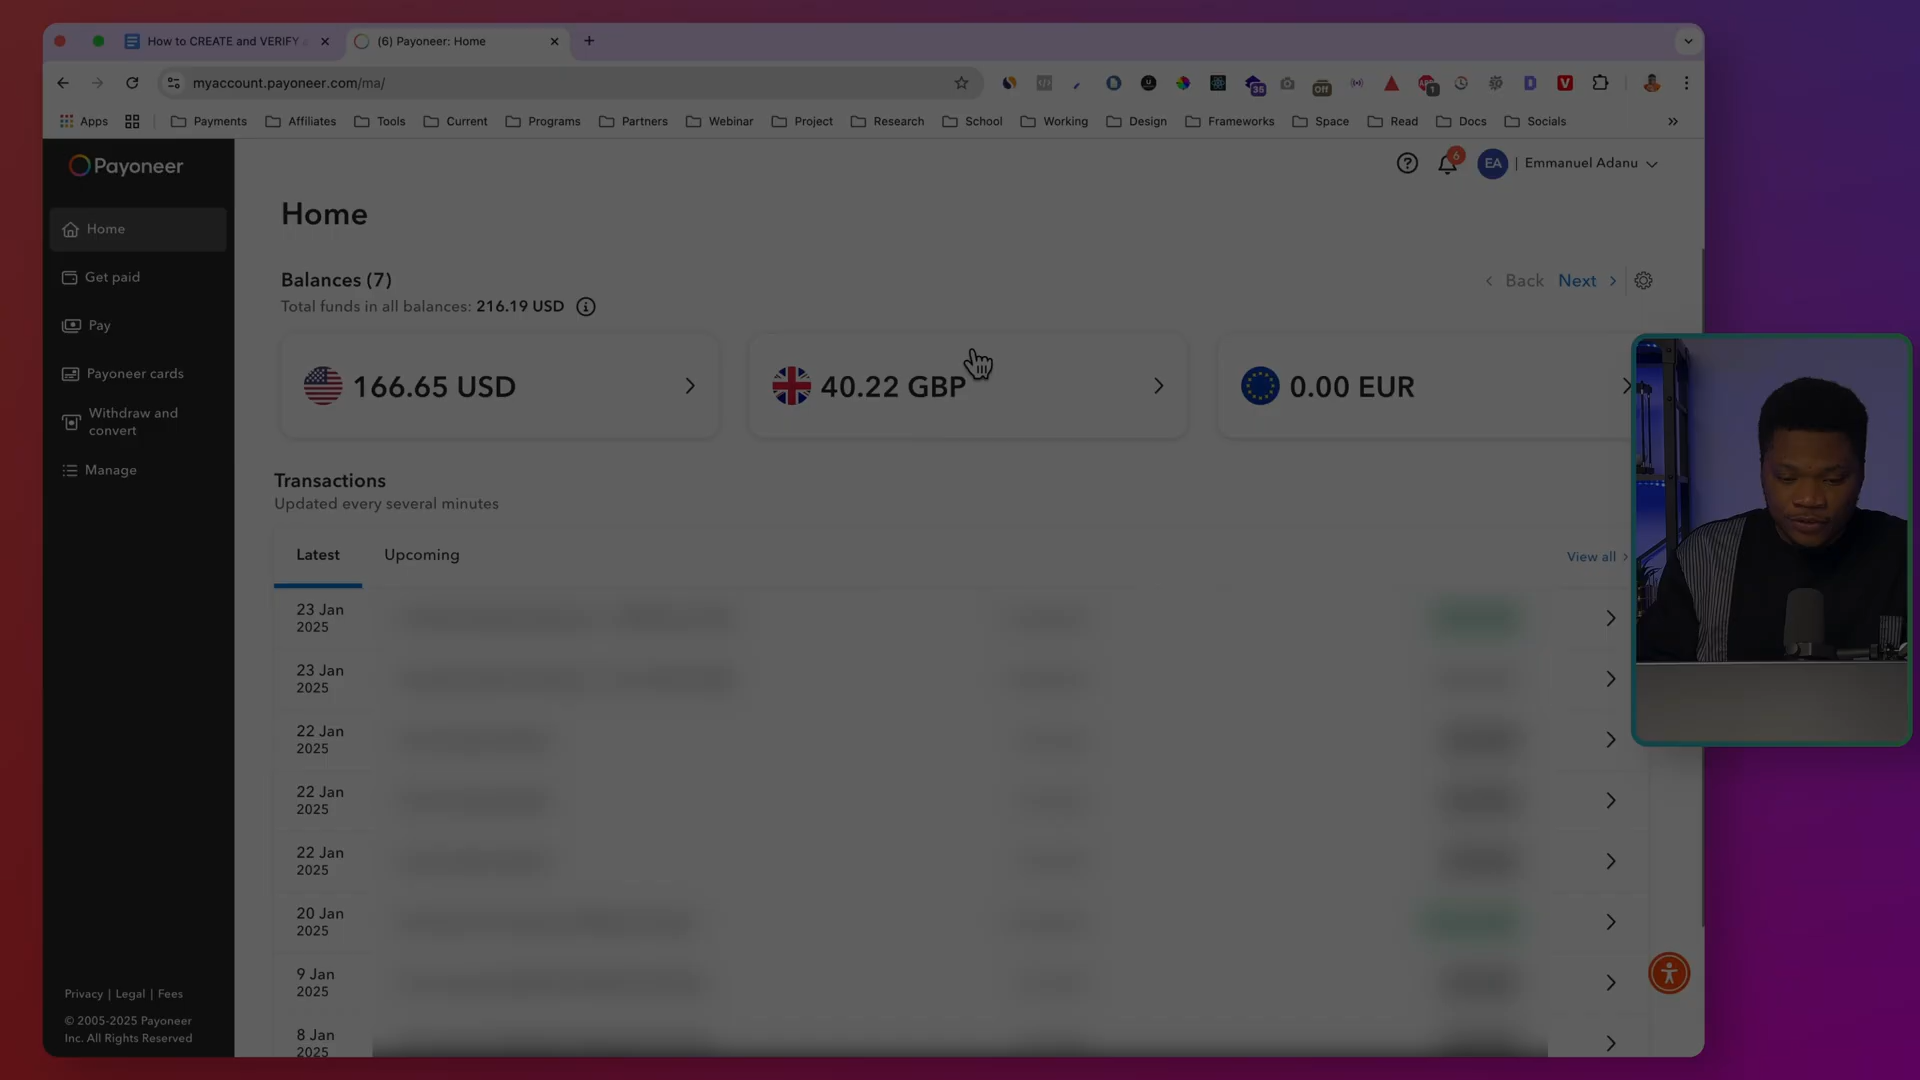 How to CREATE and VERIFY
(6) Payoneer: Home
myaccount.payoneer.com/ma/
35
Off
1
Apps
Payments
Affiliates
Tools
Current
Programs
Partners
Webinar
Project
Research
School
Working
Design
Frameworks
Space
Read
Docs
Socials
Payoneer
6
EA
| Emmanuel Adanu
Home
Get paid
Pay
Payoneer cards
Withdraw and
convert
Manage
Home
Balances (7)
Total funds in all balances: 216.19 USD
Back
Next
166.65 USD
40.22 GBP
0.00 EUR
Transactions
Updated every several minutes
Latest
Upcoming
View all
23 Jan
2025
23 Jan
2025
22 Jan
2025
22 Jan
2025
22 Jan
2025
20 Jan
2025
9 Jan
2025
8 Jan
2025
Privacy | Legal | Fees
© 2005-2025 Payoneer
Inc. All Rights Reserved